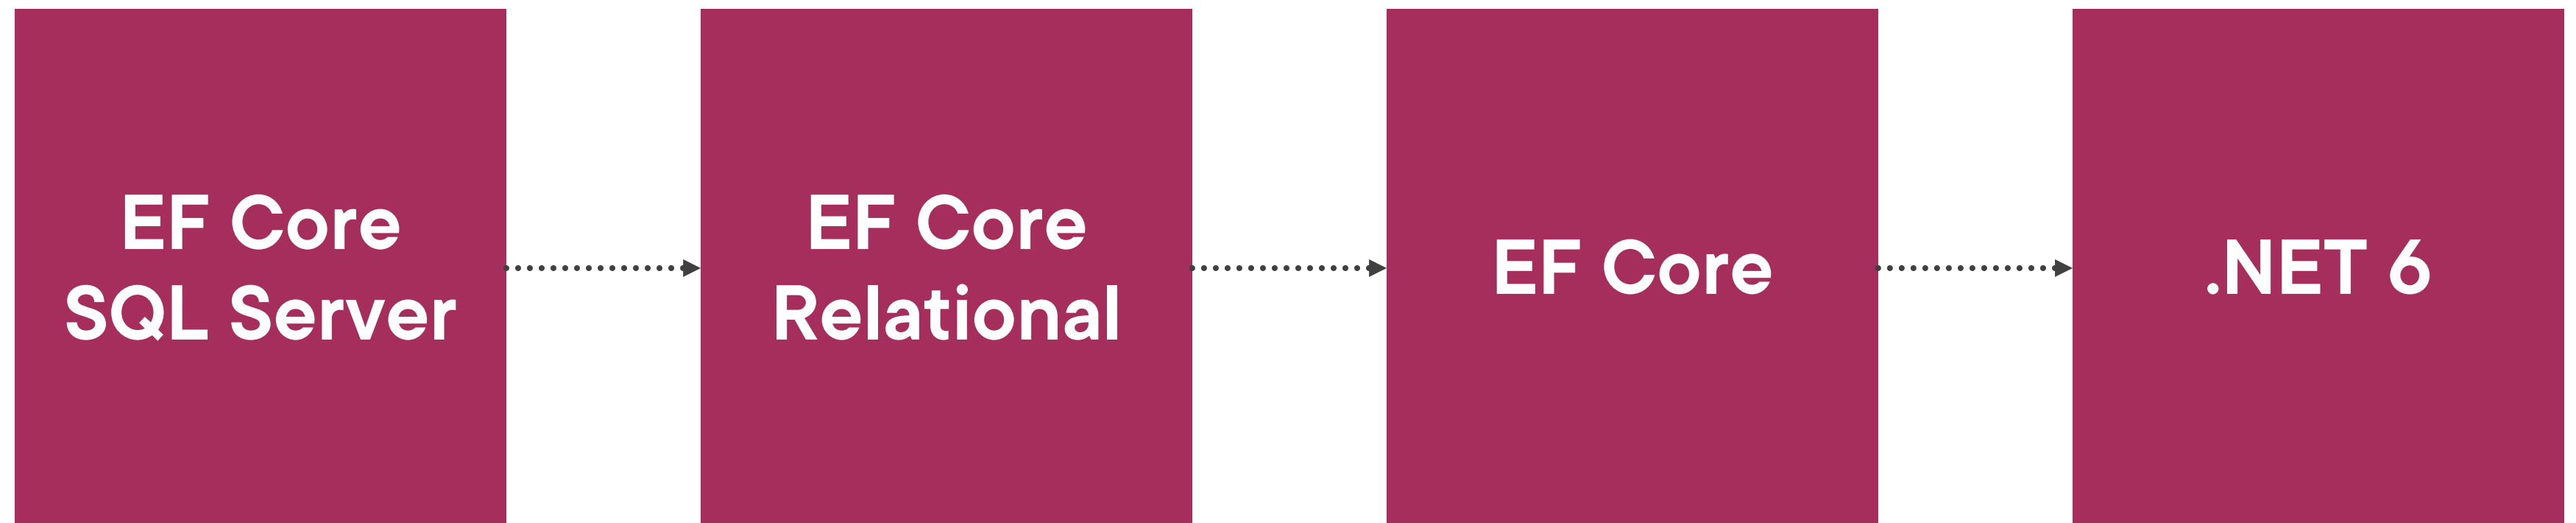 EF Core
SQL Server
EF Core
Relational
EF Core
.NET 6